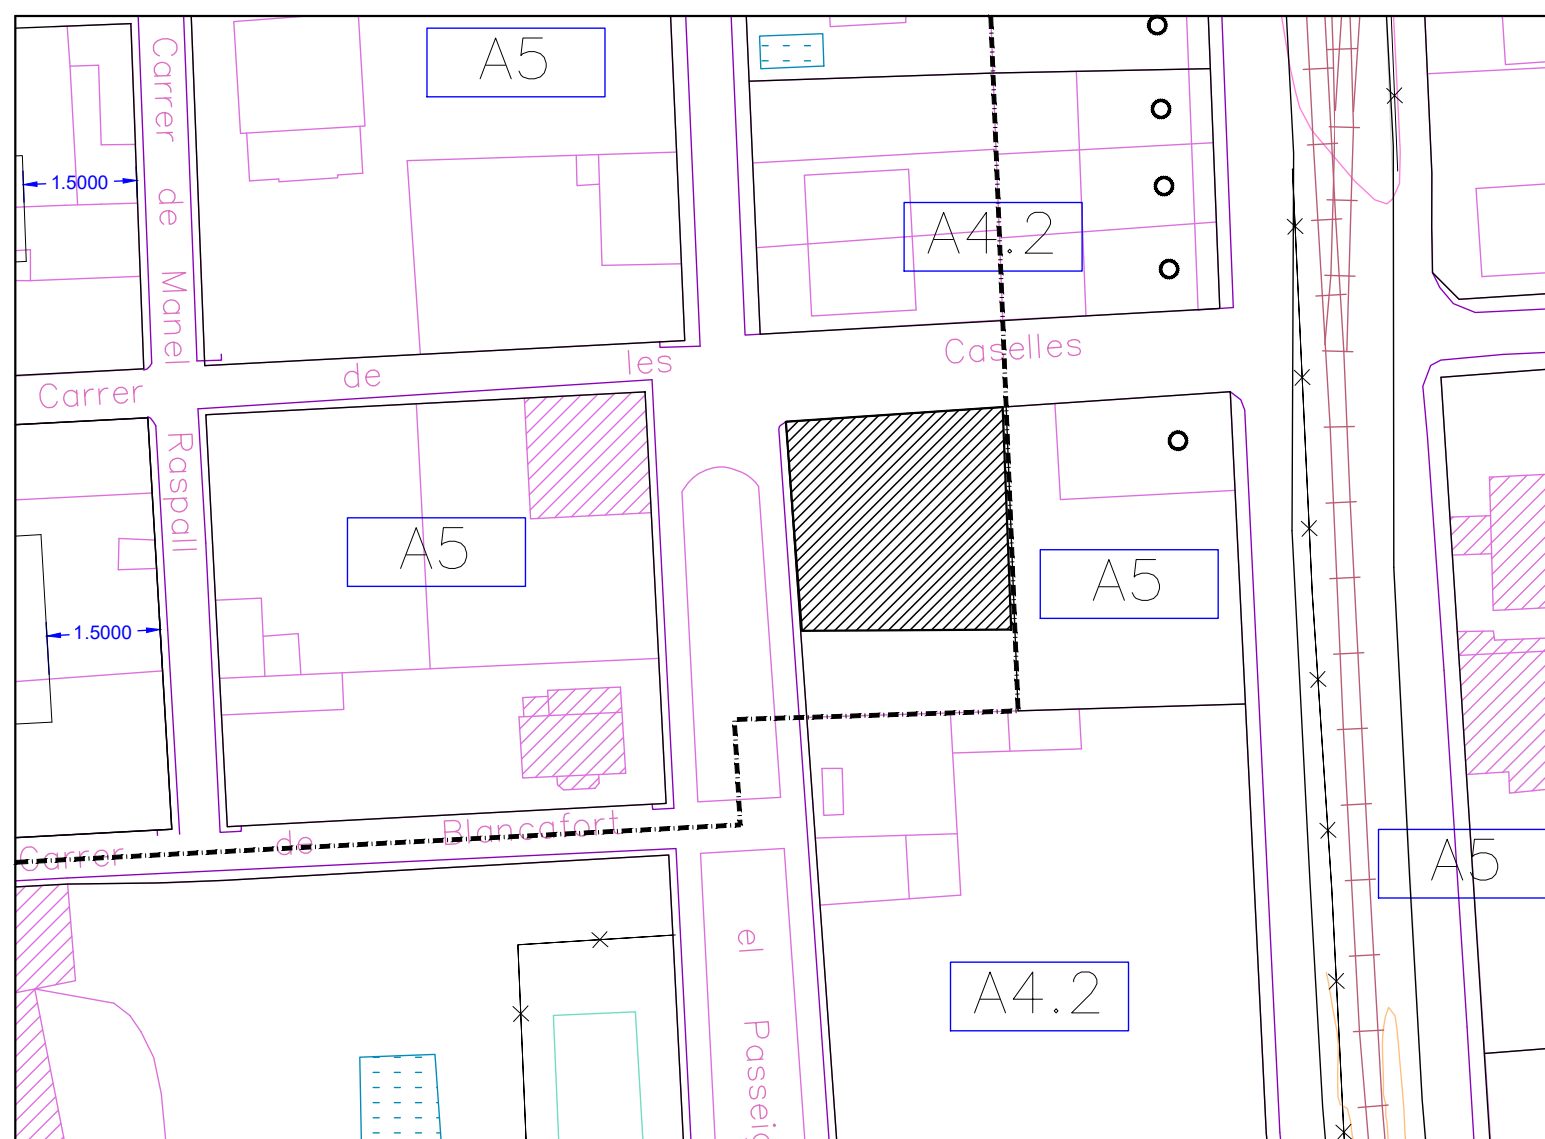 A5
Carrer de Manel Raspall
1.5000
A4.2
Carrer de les Caselles
A5
A5
1.5000
Carrer de Blancafort
A5
el Passeig
A4.2